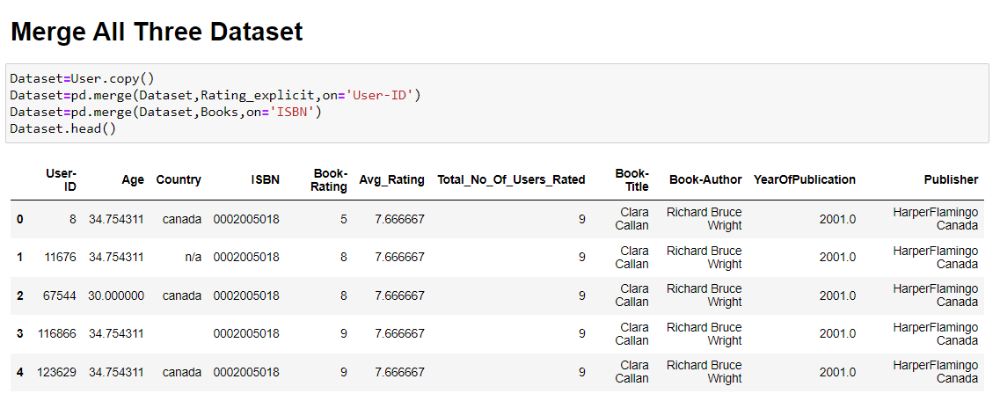 Merge All Three Dataset
Dataset=User.copy()
Dataset=pd.merge(Dataset,Rating_explicit,on='User-ID')
Dataset=pd.merge(Dataset,Books,on='ISBN')
Dataset.head()
User-ID Age Country ISBN Book-Rating Avg_Rating Total_No_Of_Users_Rated Book-Title Book-Author YearOfPublication Publisher
0 8 34.754311 canada 0002005018 5 7.666667 9 Clara Callan Richard Bruce Wright 2001.0 HarperFlamingo Canada
1 11676 34.754311 n/a 0002005018 8 7.666667 9 Clara Callan Richard Bruce Wright 2001.0 HarperFlamingo Canada
2 67544 30.000000 canada 0002005018 8 7.666667 9 Clara Callan Richard Bruce Wright 2001.0 HarperFlamingo Canada
3 116866 34.754311 0002005018 9 7.666667 9 Clara Callan Richard Bruce Wright 2001.0 HarperFlamingo Canada
4 123629 34.754311 canada 0002005018 9 7.666667 9 Clara Callan Richard Bruce Wright 2001.0 HarperFlamingo Canada